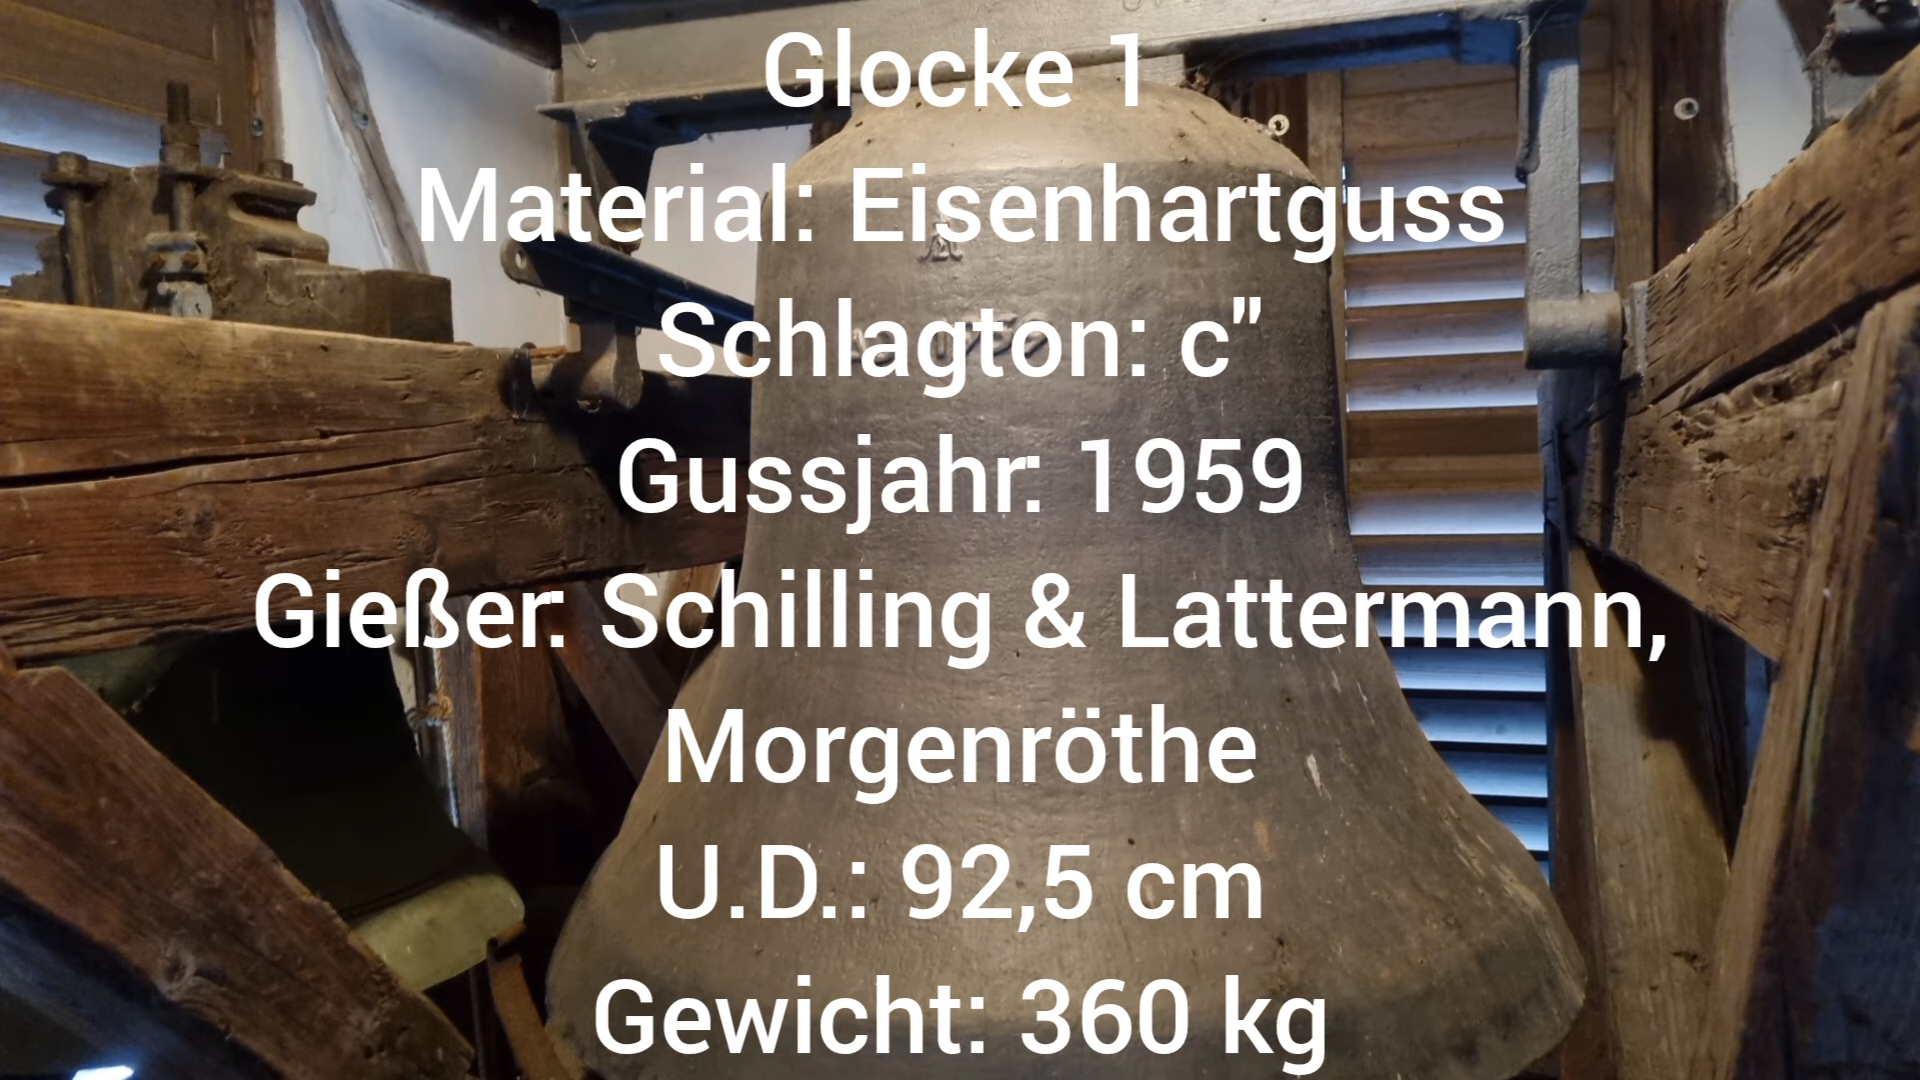 Glocke 1
Material: Eisenhartguss
Schlagton: c"
Gussjahr: 1959
Gießer: Schilling & Lattermann,
Morgenröthe
U.D.: 92,5 cm
Gewicht: 360 kg